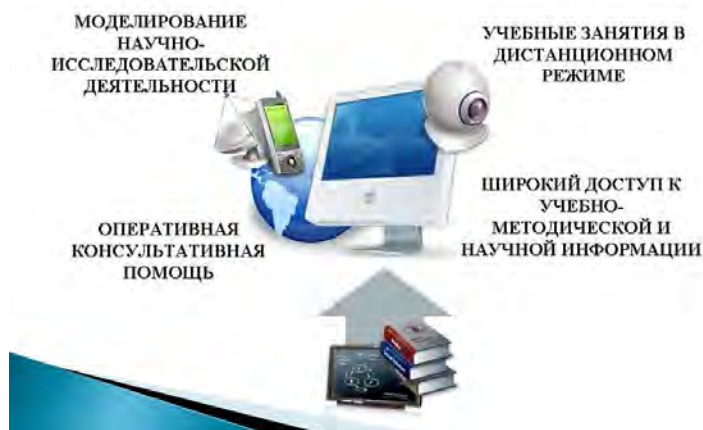 МОДЕЛИРОВАНИЕ
НАУЧНО-
ИССЛЕДОВАТЕЛЬСКОЙ
ДЕЯТЕЛЬНОСТИ
УЧЕБНЫЕ ЗАНЯТИЯ В
ДИСТАНЦИОННОМ
РЕЖИМЕ
ОПЕРАТИВНАЯ
КОНСУЛЬТАТИВНАЯ
ПОМОЩЬ
ШИРОКИЙ ДОСТУП К
УЧЕБНО-
МЕТОДИЧЕСКОЙ И
НАУЧНОЙ ИНФОРМАЦИИ